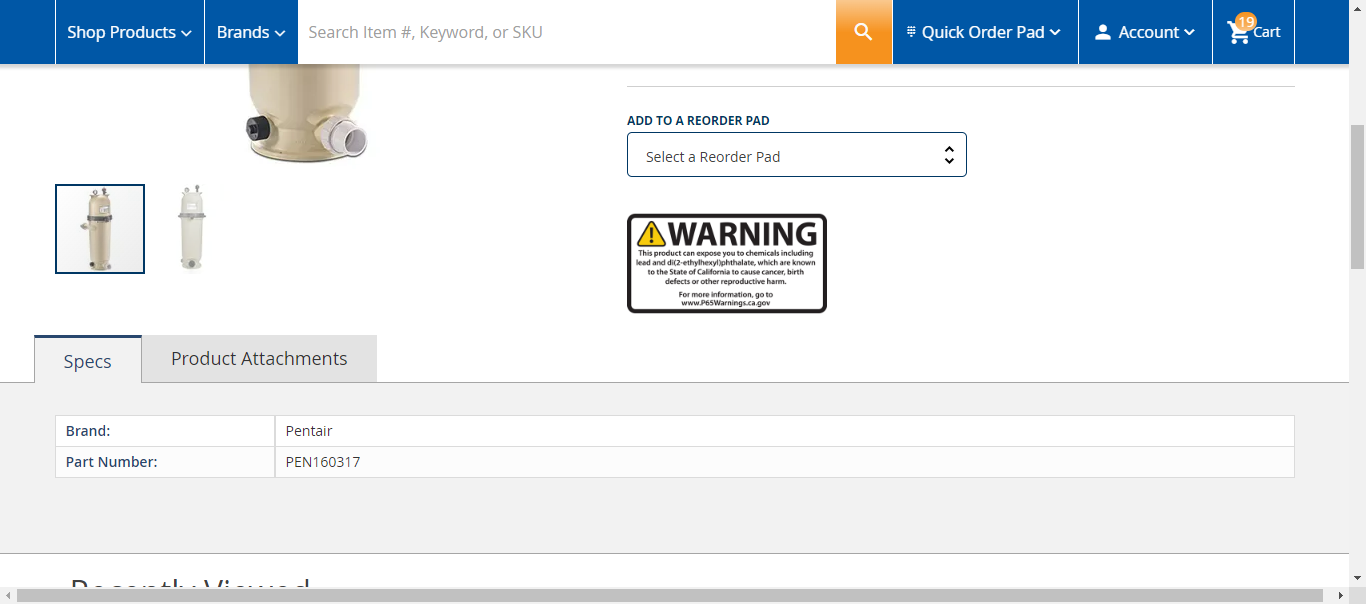 Shop Products
Brands
Search Item #, Keyword, or SKU
Quick Order Pad
Account
19
Cart
ADD TO A REORDER PAD
Select a Reorder Pad
WARNING
This product can expose you to chemicals including
lead and di(2-ethylhexyl)phthalate, which are known
to the State of California to cause cancer, birth
defects or other reproductive harm.
For more information, go to
www.P65Warnings.ca.gov
Specs
Product Attachments
Brand: Pentair
Part Number: PEN160317
Recently Viewed